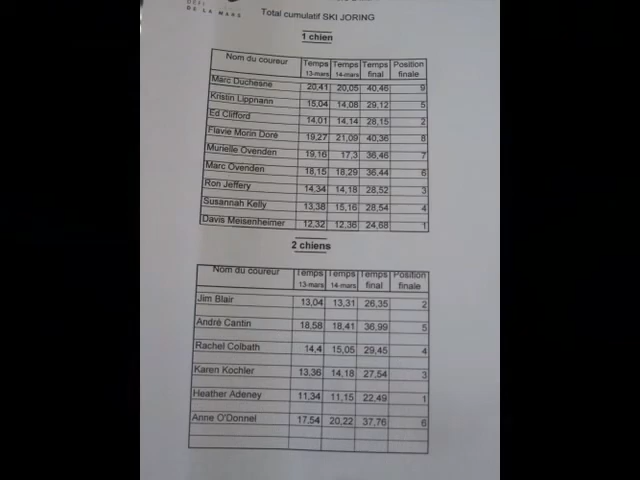 DÉFI
DE LA MARE
Total cumulatif SKI JORING
1 chien
Nom du coureur Temps 13-mars Temps 14-mars Temps final Position finale
Marc Duchesne 20,41 20,05 40,46 9
Kristin Lippnann 15,04 14,08 29,12 5
Ed Clifford 14,01 14,14 28,15 2
Flavie Morin Doré 19,27 21,09 40,36 8
Murielle Ovenden 19,16 17,3 36,46 7
Marc Ovenden 18,15 18,29 36,44 6
Ron Jeffery 14,34 14,18 28,52 3
Susannah Kelly 13,38 15,16 28,54 4
Davis Meisenheimer 12,32 12,36 24,68 1
2 chiens
Nom du coureur Temps 13-mars Temps 14-mars Temps final Position finale
Jim Blair 13,04 13,31 26,35 2
André Cantin 18,58 18,41 36,99 5
Rachel Colbath 14,4 15,05 29,45 4
Karen Kochler 13,36 14,18 27,54 3
Heather Adeney 11,34 11,15 22,49 1
Anne O'Donnel 17,54 20,22 37,76 6